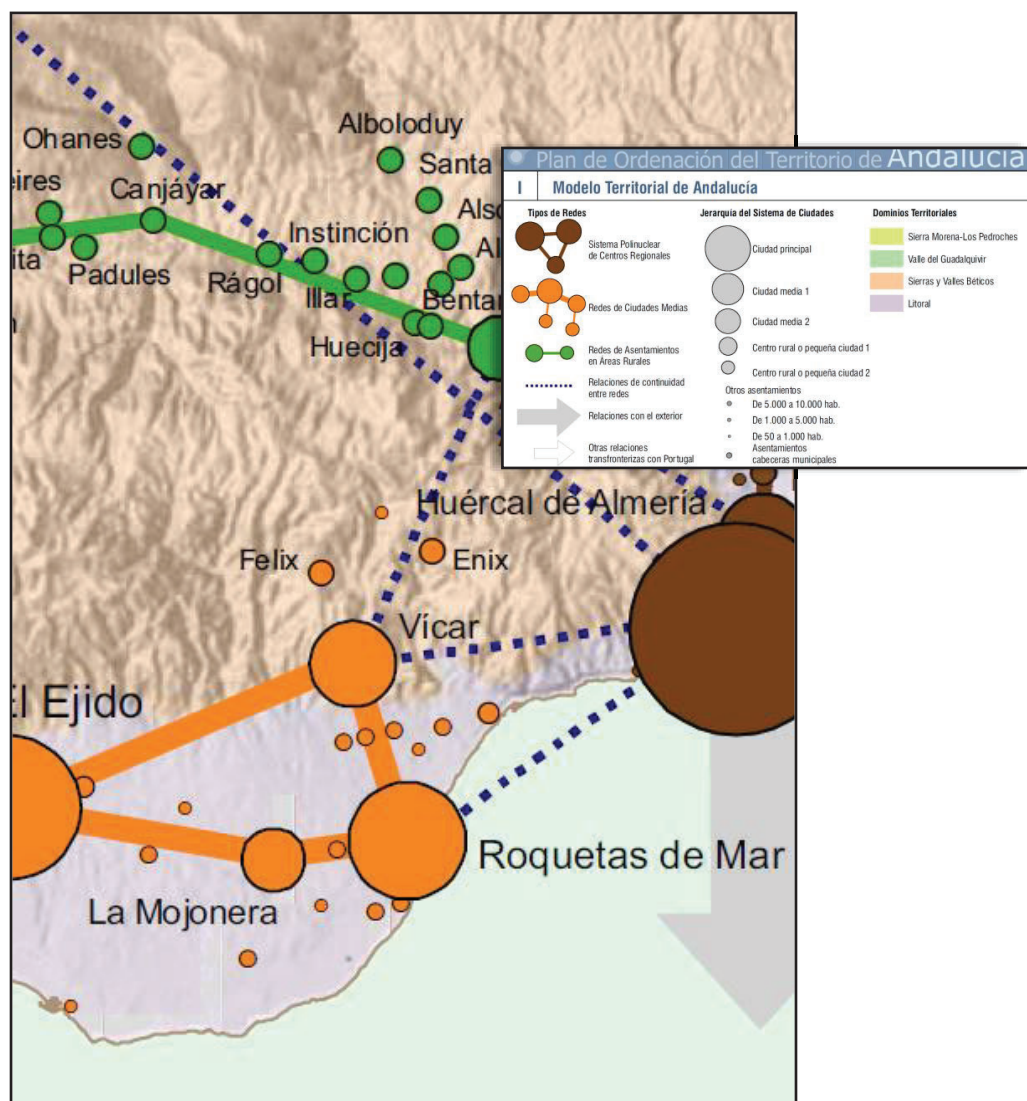 Alboloduy
Ohanes
Santa
Canjáyar
Instinción
Padules
Rágol
Illar
Huecija
Huércal de Almería
Felix
Enix
Vícar
El Ejido
Roquetas de Mar
La Mojonera
Plan de Ordenación del Territorio de Andalucía
I Modelo Territorial de Andalucía
Tipos de Redes
Sistema Polinuclear
de Centros Regionales
Redes de Ciudades Medias
Redes de Asentamientos
en Áreas Rurales
Relaciones de continuidad
entre redes
Relaciones con el exterior
Otras relaciones
transfronterizas con Portugal
Jerarquía del Sistema de Ciudades
Ciudad principal
Ciudad media 1
Ciudad media 2
Centro rural o pequeña ciudad 1
Centro rural o pequeña ciudad 2
Otros asentamientos
De 5.000 a 10.000 hab.
De 1.000 a 5.000 hab.
De 50 a 1.000 hab.
Asentamientos
cabeceras municipales
Dominios Territoriales
Sierra Morena-Los Pedroches
Valle del Guadalquivir
Sierras y Valles Béticos
Litoral